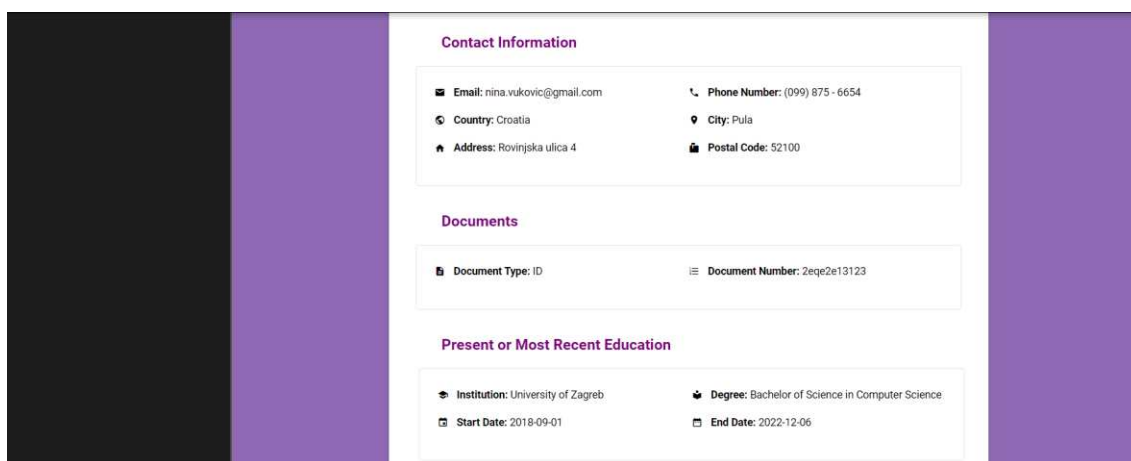 Contact Information
Email: nina.vukovic@gmail.com
Phone Number: (099) 875 - 6654
Country: Croatia
City: Pula
Address: Rovinjska ulica 4
Postal Code: 52100
Documents
Document Type: ID
Document Number: 2eqe2e13123
Present or Most Recent Education
Institution: University of Zagreb
Degree: Bachelor of Science in Computer Science
Start Date: 2018-09-01
End Date: 2022-12-06